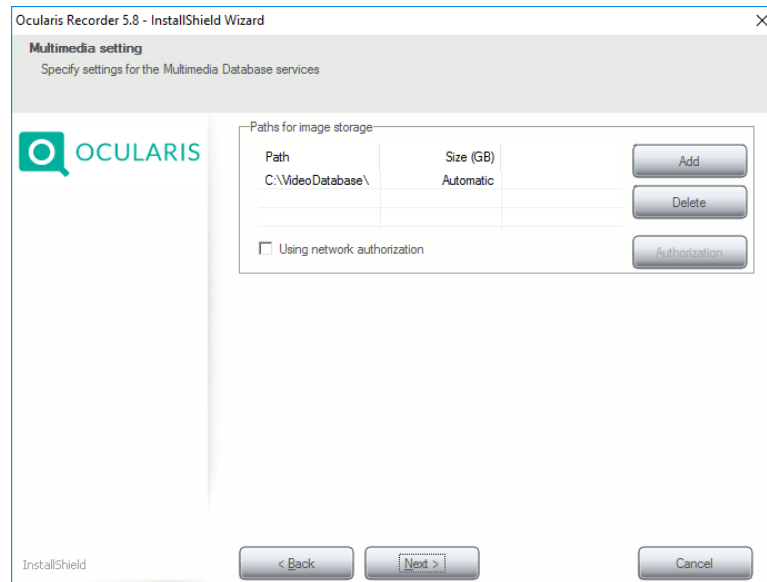 Ocularis Recorder 5.8 - InstallShield Wizard
Multimedia setting
Specify settings for the Multimedia Database services
OCULARIS
Paths for image storage
Path Size (GB)
C:\VideoDatabase\ Automatic
Add
Delete
Using network authorization
Authorization
InstallShield
< Back
Next >
Cancel